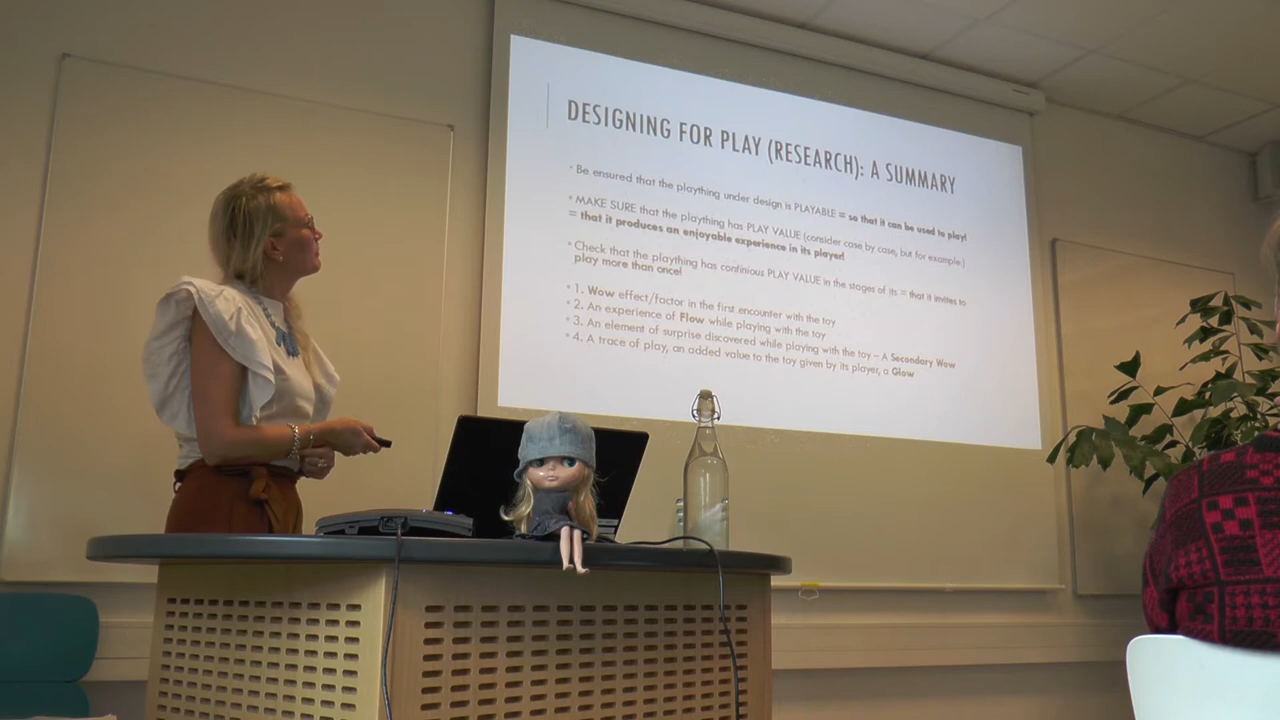 DESIGNING FOR PLAY (RESEARCH): A SUMMARY
• Be ensured that the plaything under design is PLAYABLE = so that it can be used to play!
• MAKE SURE that the plaything has PLAY VALUE (consider case by case, but for example:)
= that it produces an enjoyable experience in its player!
• Check that the plaything has continious PLAY VALUE in the stages of its = that it invites to
play more than once!
• 1. Wow effect/factor in the first encounter with the toy
• 2. An experience of Flow while playing with the toy
• 3. An element of surprise discovered while playing with the toy – A Secondary Wow
• 4. A trace of play, an added value to the toy given by its player, a Glow